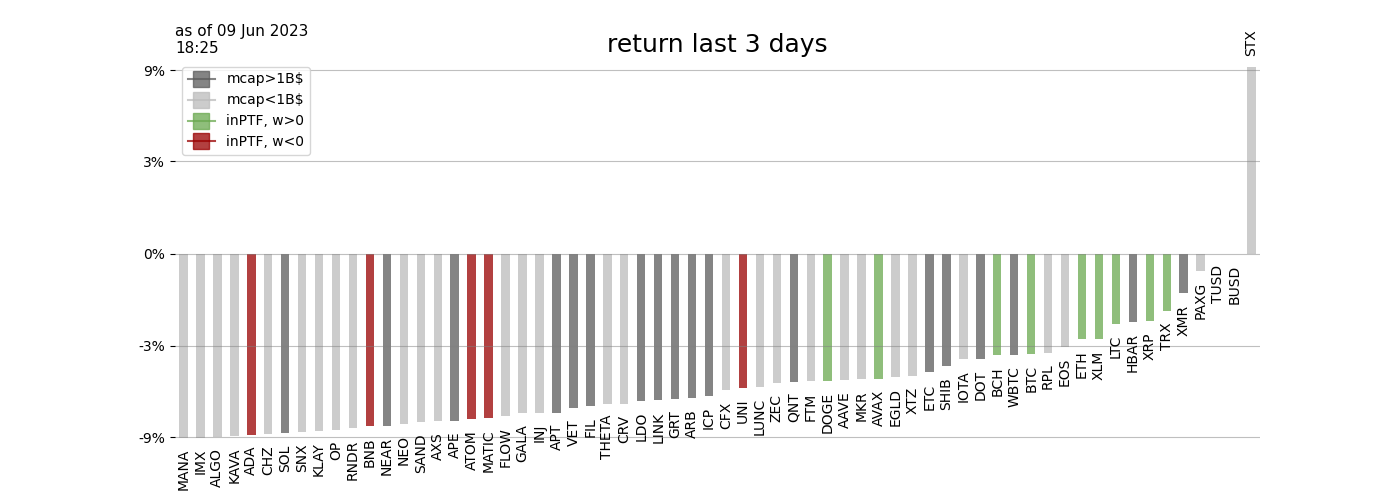 as of 09 Jun 2023
18:25
return last 3 days
STX
9%
3%
0%
-3%
-9%
mcap>1B$
mcap<1B$
inPTF, w>0
inPTF, w<0
MANA
IMX
ALGO
KAVA
ADA
CHZ
SOL
SNX
KLAY
OP
RNDR
BNB
NEAR
NEO
SAND
AXS
APE
ATOM
MATIC
FLOW
GALA
INJ
APT
VET
FIL
THETA
CRV
LDO
LINK
GRT
ARB
ICP
CFX
UNI
LUNC
ZEC
QNT
FTM
DOGE
AAVE
MKR
AVAX
EGLD
XTZ
ETC
SHIB
IOTA
DOT
BCH
WBTC
BTC
RPL
EOS
ETH
XLM
LTC
HBAR
XRP
TRX
XMR
PAXG
TUSD
BUSD